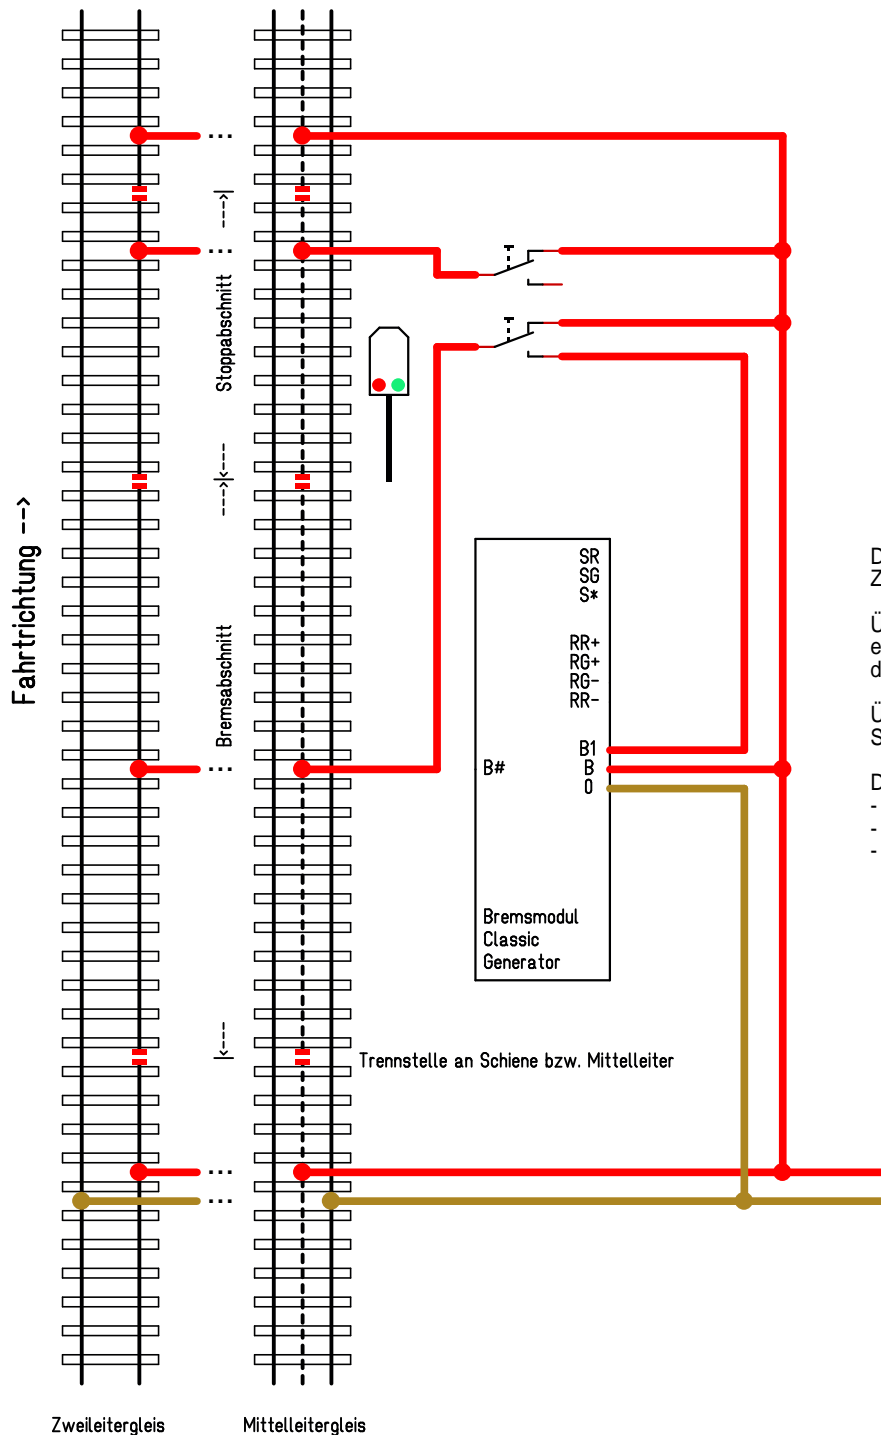 Stoppabschnitt
Fahrtrichtung -->
Bremsabschnitt
SR
SG
S*
RR+
RG+
RG-
RR-
B1
B# B
0
Bremsmodul
Classic
Generator
D
Z
Ü
e
d
Ü
S
D
-
-
-
Trennstelle an Schiene bzw. Mittelleiter
Zweileitergleis Mittelleitergleis